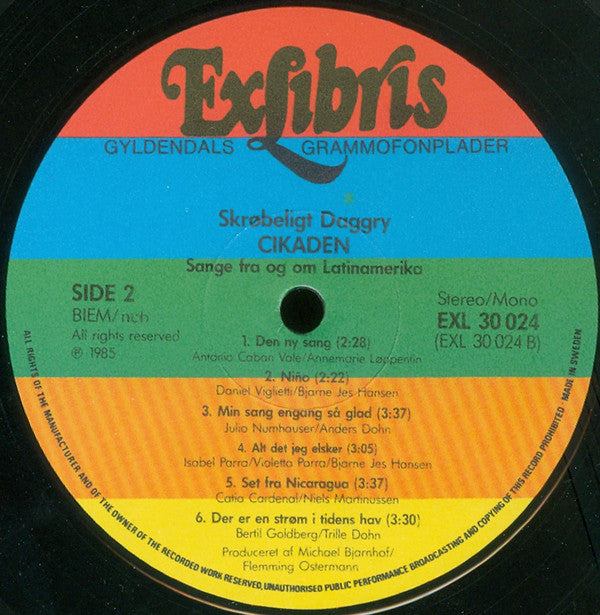 ExLibris
GYLDENDALS GRAMMOFONPLADER
Skrøbeligt Daggry
CIKADEN
Sange fra og om Latinamerika
SIDE 2
BIEM/ncb
All rights reserved
℗ 1985
Stereo/Mono
EXL 30 024
(EXL 30 024 B)
1. Den ny sang (2:28)
Antonio Caban Vale/Annemarie Løppentin
2. Niño (2:22)
Daniel Viglietti/Bjarne Jes Hansen
3. Min sang engang så glad (3:37)
Julio Numhauser/Anders Dohn
4. Alt det jeg elsker (3:05)
Isabel Parra/Violetta Parra/Bjarne Jes Hansen
5. Set fra Nicaragua (3:37)
Catia Cardenal/Niels Martinussen
6. Der er en strøm i tidens hav (3:30)
Bertil Goldberg/Trille Dohn
Produceret af Michael Bjarnhof/
Flemming Ostermann
ALL RIGHTS OF THE MANUFACTURER AND OF THE OWNER OF THE RECORDED WORK RESERVED, UNAUTHORISED PUBLIC PERFORMANCE BROADCASTING AND COPYING OF THIS RECORD PROHIBITED · MADE IN SWEDEN